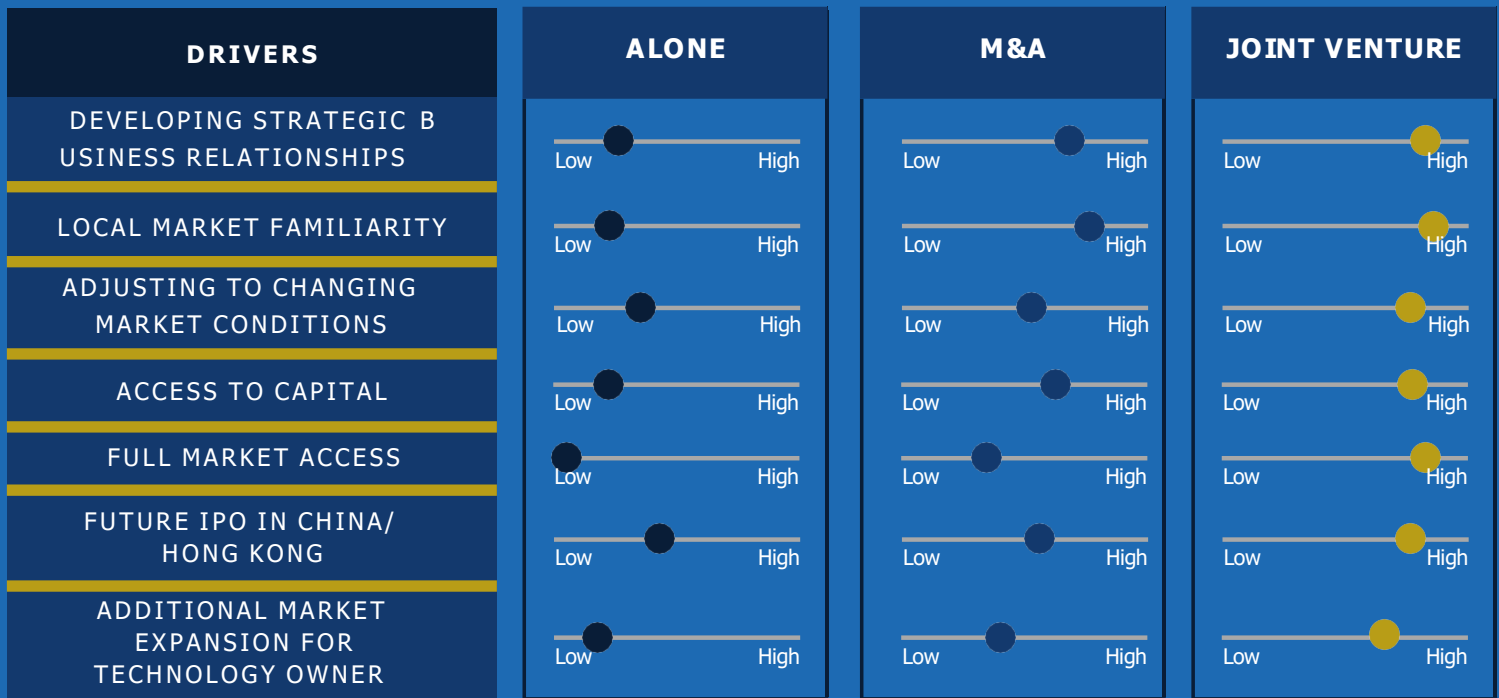 DRIVERS
ALONE
M&A
JOINT VENTURE
DEVELOPING STRATEGIC B
USINESS RELATIONSHIPS
Low High
Low High
Low High
LOCAL MARKET FAMILIARITY
Low High
Low High
Low High
ADJUSTING TO CHANGING
MARKET CONDITIONS
Low High
Low High
Low High
ACCESS TO CAPITAL
Low High
Low High
Low High
FULL MARKET ACCESS
Low High
Low High
Low High
FUTURE IPO IN CHINA/
HONG KONG
Low High
Low High
Low High
ADDITIONAL MARKET
EXPANSION FOR
TECHNOLOGY OWNER
Low High
Low High
Low High